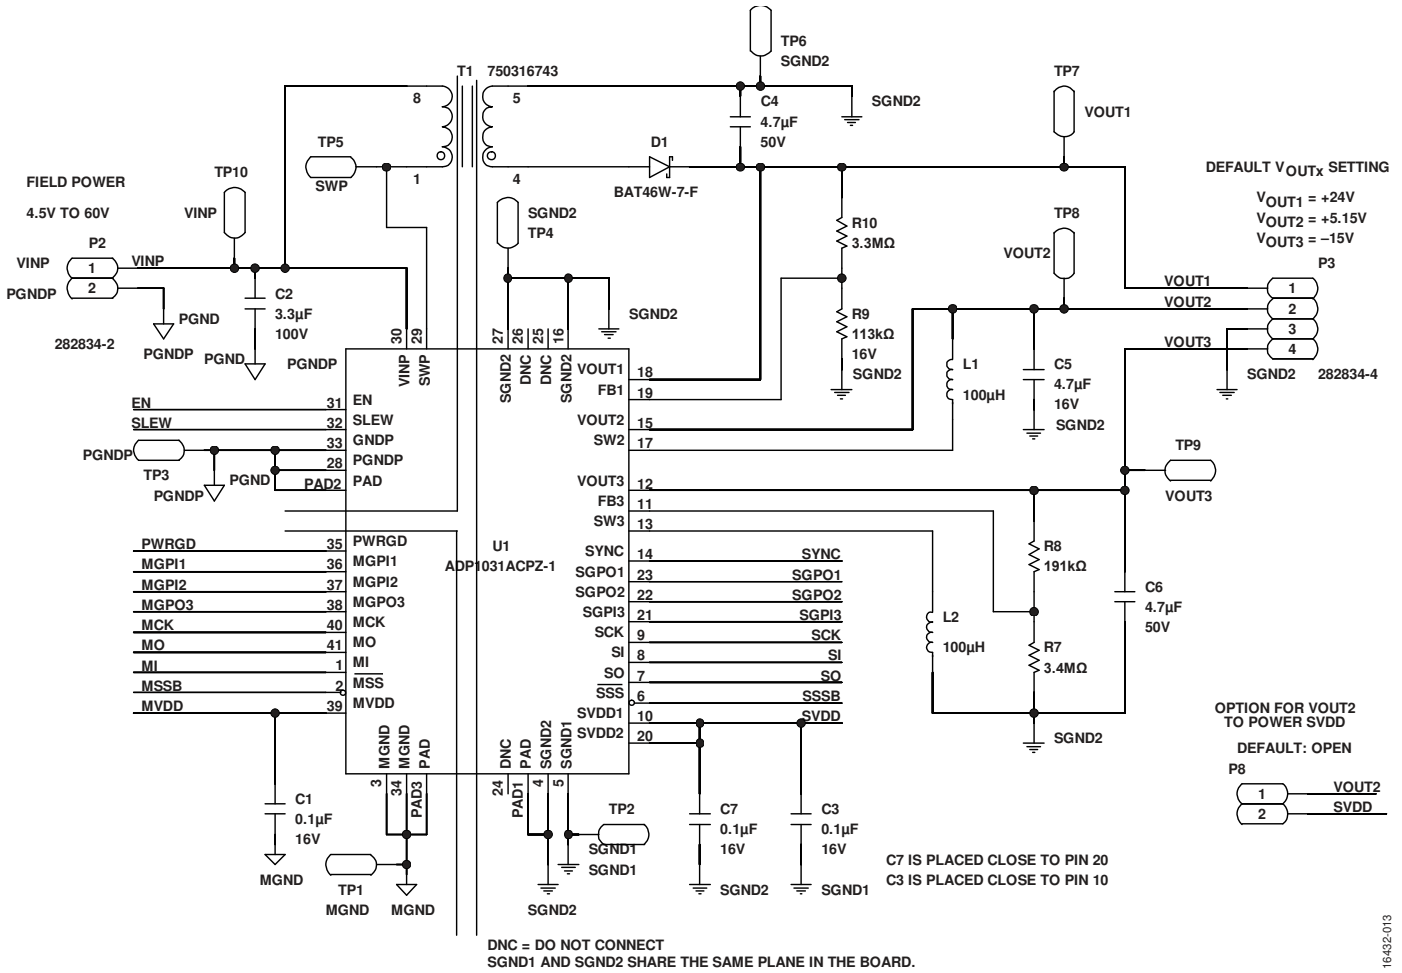 TP6
SGND2
T1 750316743
8
5
C4
4.7µF
50V
SGND2
TP7
VOUT1
TP5
SWP
1
4
D1
BAT46W-7-F
DEFAULT VOUTx SETTING
VOUT1 = +24V
VOUT2 = +5.15V
VOUT3 = –15V
FIELD POWER
4.5V TO 60V
TP10
VINP
SGND2
TP4
R10
3.3MΩ
TP8
VOUT2
P2
VINP
1
VINP
PGNDP
2
PGND
PGNDP
282834-2
C2
3.3µF
100V
PGND
PGNDP
30
29
VINP
SWP
27
26
25
16
SGND2
DNC
DNC
SGND2
SGND2
R9
113kΩ
16V
SGND2
P3
VOUT1
1
VOUT2
2
3
VOUT3
4
SGND2
282834-4
L1
100µH
C5
4.7µF
16V
SGND2
VOUT1
18
FB1
19
VOUT2
15
SW2
17
VOUT3
12
FB3
11
SW3
13
EN
31
EN
SLEW
32
SLEW
33
GNDP
28
PGNDP
PAD2
PAD
PGNDP
TP3
PGNDP
PGND
TP9
VOUT3
PWRGD
35
PWRGD
MGPI1
36
MGPI1
MGPI2
37
MGPI2
MGPO3
38
MGPO3
MCK
40
MCK
MO
41
MO
MI
1
MI
MSSB
2
MSS
MVDD
39
MVDD
U1
ADP1031ACPZ-1
SYNC
14
SYNC
SGPO1
23
SGPO1
SGPO2
22
SGPO2
SGPI3
21
SGPI3
SCK
9
SCK
SI
8
SI
SO
7
SO
SSS
6
SSSB
SVDD1
10
SVDD
SVDD2
20
R8
191kΩ
L2
100µH
R7
3.4MΩ
C6
4.7µF
50V
SGND2
OPTION FOR VOUT2
TO POWER SVDD
DEFAULT: OPEN
P8
1
VOUT2
2
SVDD
MGND
MGND
PAD
3
34
PAD3
DNC
PAD
SGND2
SGND1
24
PAD1
4
5
C1
0.1µF
16V
MGND
TP1
MGND
MGND
TP2
SGND1
SGND1
SGND2
C7
0.1µF
16V
SGND2
C3
0.1µF
16V
SGND1
C7 IS PLACED CLOSE TO PIN 20
C3 IS PLACED CLOSE TO PIN 10
DNC = DO NOT CONNECT
SGND1 AND SGND2 SHARE THE SAME PLANE IN THE BOARD.
16432-013